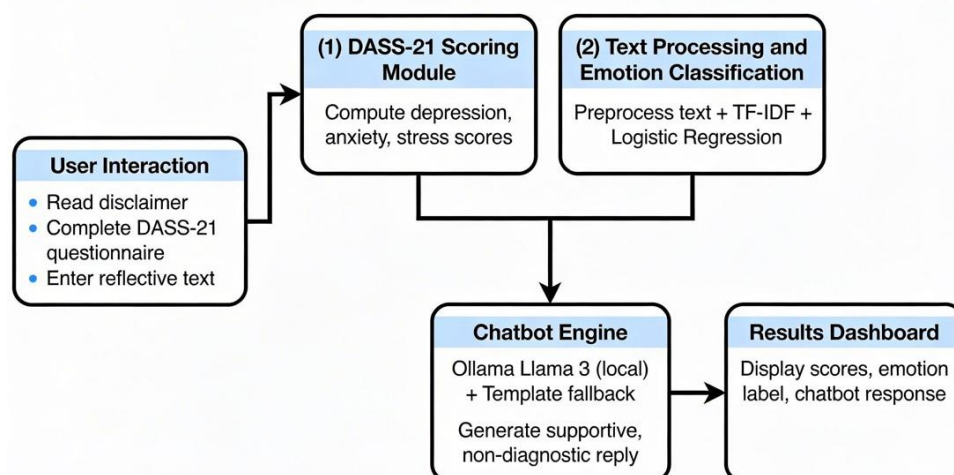 (1) DASS-21 Scoring
Module
Compute depression,
anxiety, stress scores
(2) Text Processing and
Emotion Classification
Preprocess text + TF-IDF +
Logistic Regression
User Interaction
• Read disclaimer
• Complete DASS-21
questionnaire
• Enter reflective text
Chatbot Engine
Ollama Llama 3 (local)
+ Template fallback
Generate supportive,
non-diagnostic reply
Results Dashboard
Display scores, emotion
label, chatbot response